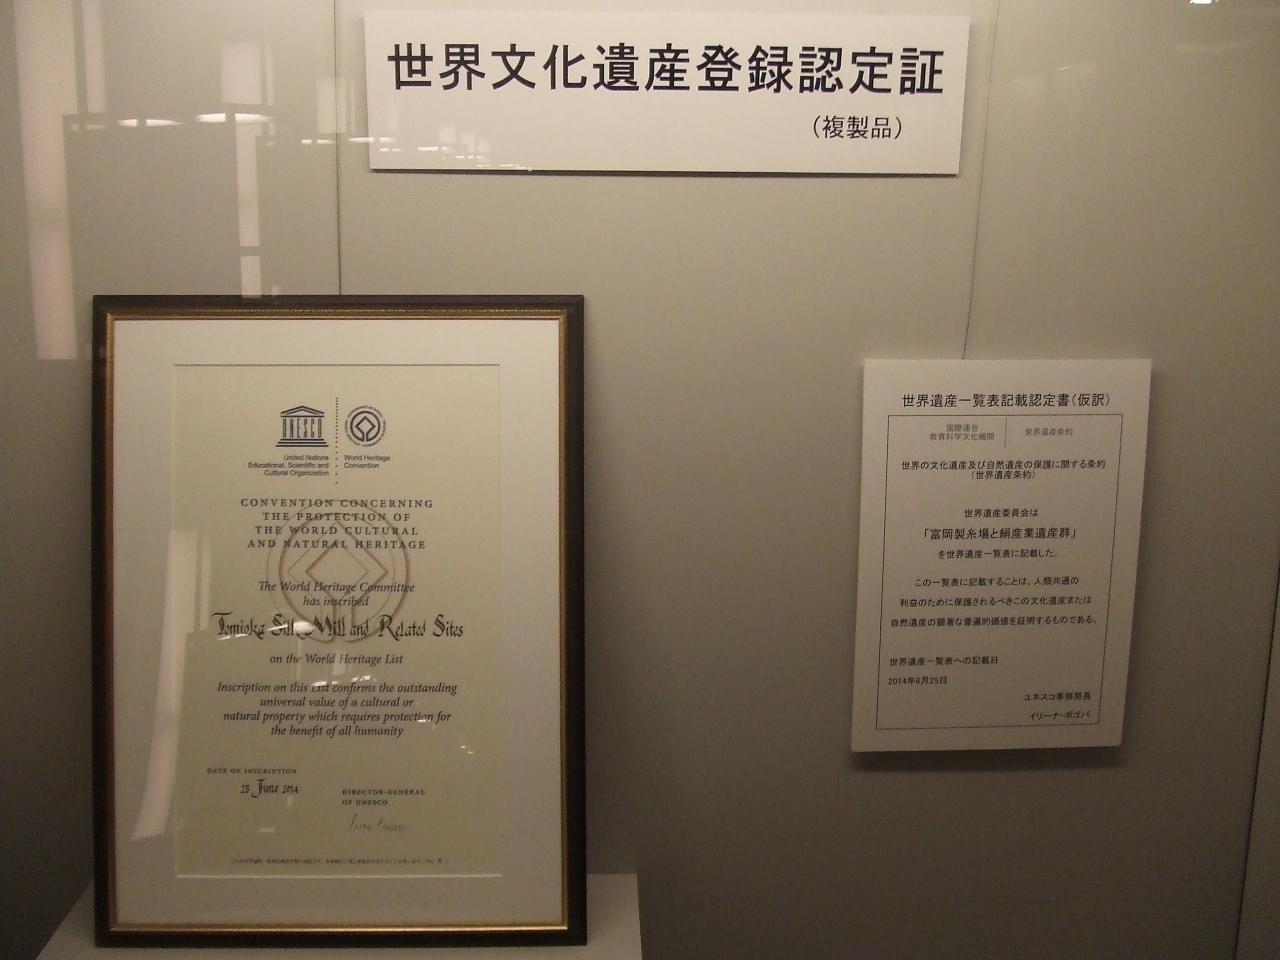 世界文化遺産登録認定証
（複製品）
UNESCO
United Nations
Educational, Scientific and
Cultural Organization
World Heritage
Convention
CONVENTION CONCERNING
THE PROTECTION OF
THE WORLD CULTURAL
AND NATURAL HERITAGE
The World Heritage Committee
has inscribed
Tomioka Silk Mill and Related Sites
on the World Heritage List
Inscription on this List confirms the outstanding
universal value of a cultural or
natural property which requires protection for
the benefit of all humanity
DATE OF INSCRIPTION
25 June 2014
DIRECTOR-GENERAL
OF UNESCO
世界遺産一覧表記載認定書（仮訳）
国際連合
教育科学文化機関
世界遺産条約
世界の文化遺産及び自然遺産の保護に関する条約
（世界遺産条約）
世界遺産委員会は
「富岡製糸場と絹産業遺産群」
を世界遺産一覧表に記載した。
この一覧表に記載することは、人類共通の
利益のために保護されるべきこの文化遺産または
自然遺産の顕著な普遍的価値を証明するものである。
世界遺産一覧表への記載日
2014年6月25日
ユネスコ事務局長
イリーナ・ボゴバ